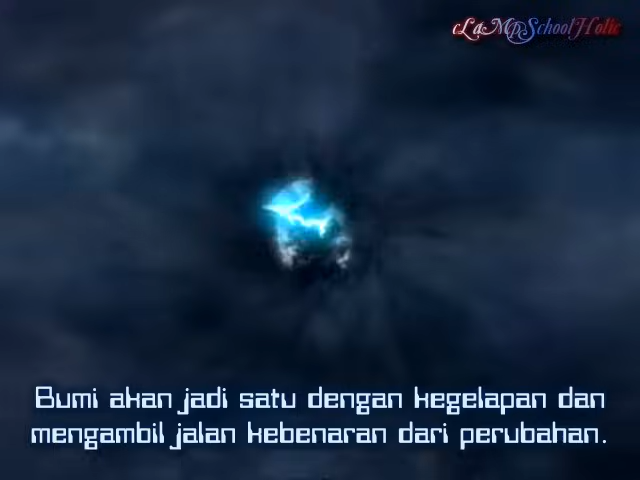 cLaMpSchoolHolic
Bumi akan jadi satu dengan kegelapan dan
mengambil jalan kebenaran dari perubahan.